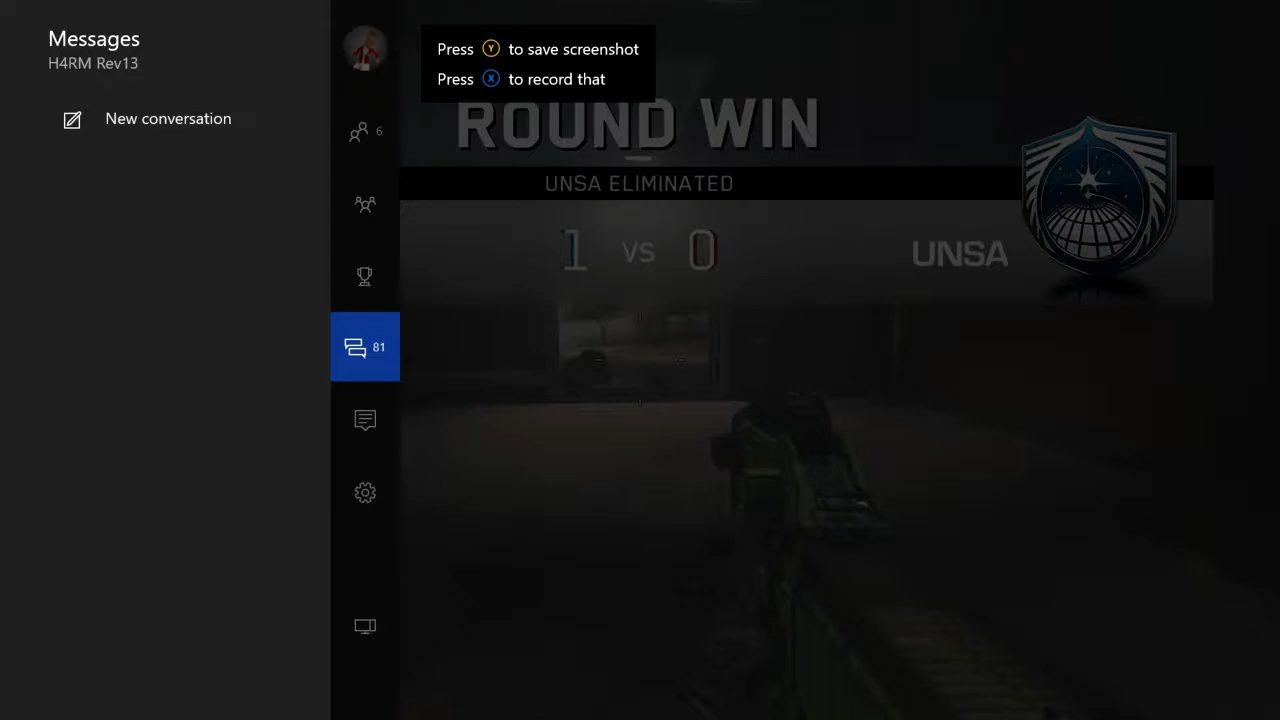 Messages
H4RM Rev13
New conversation
6
81
Press Y to save screenshot
Press X to record that
ROUND WIN
UNSA ELIMINATED
1 VS 0
UNSA